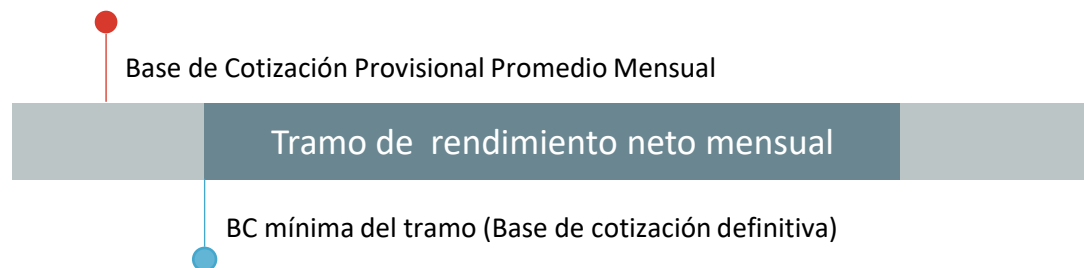 Base de Cotización Provisional Promedio Mensual
Tramo de rendimiento neto mensual
BC mínima del tramo (Base de cotización definitiva)